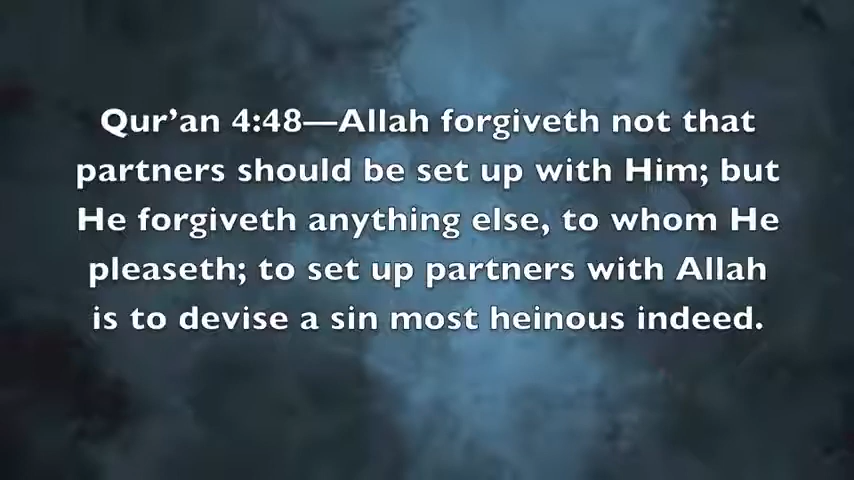 Qur’an 4:48—Allah forgiveth not that
partners should be set up with Him; but
He forgiveth anything else, to whom He
pleaseth; to set up partners with Allah
is to devise a sin most heinous indeed.